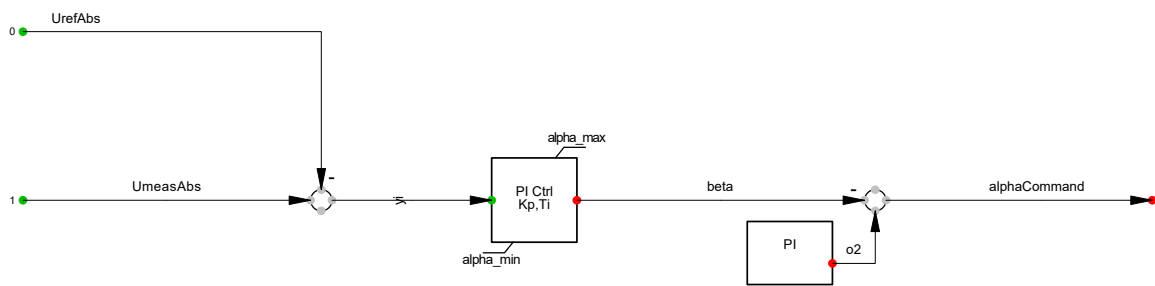 UrefAbs
0
-
alpha_max
UmeasAbs
1
yi
PI Ctrl
Kp,Ti
beta
-
alphaCommand
PI
o2
alpha_min